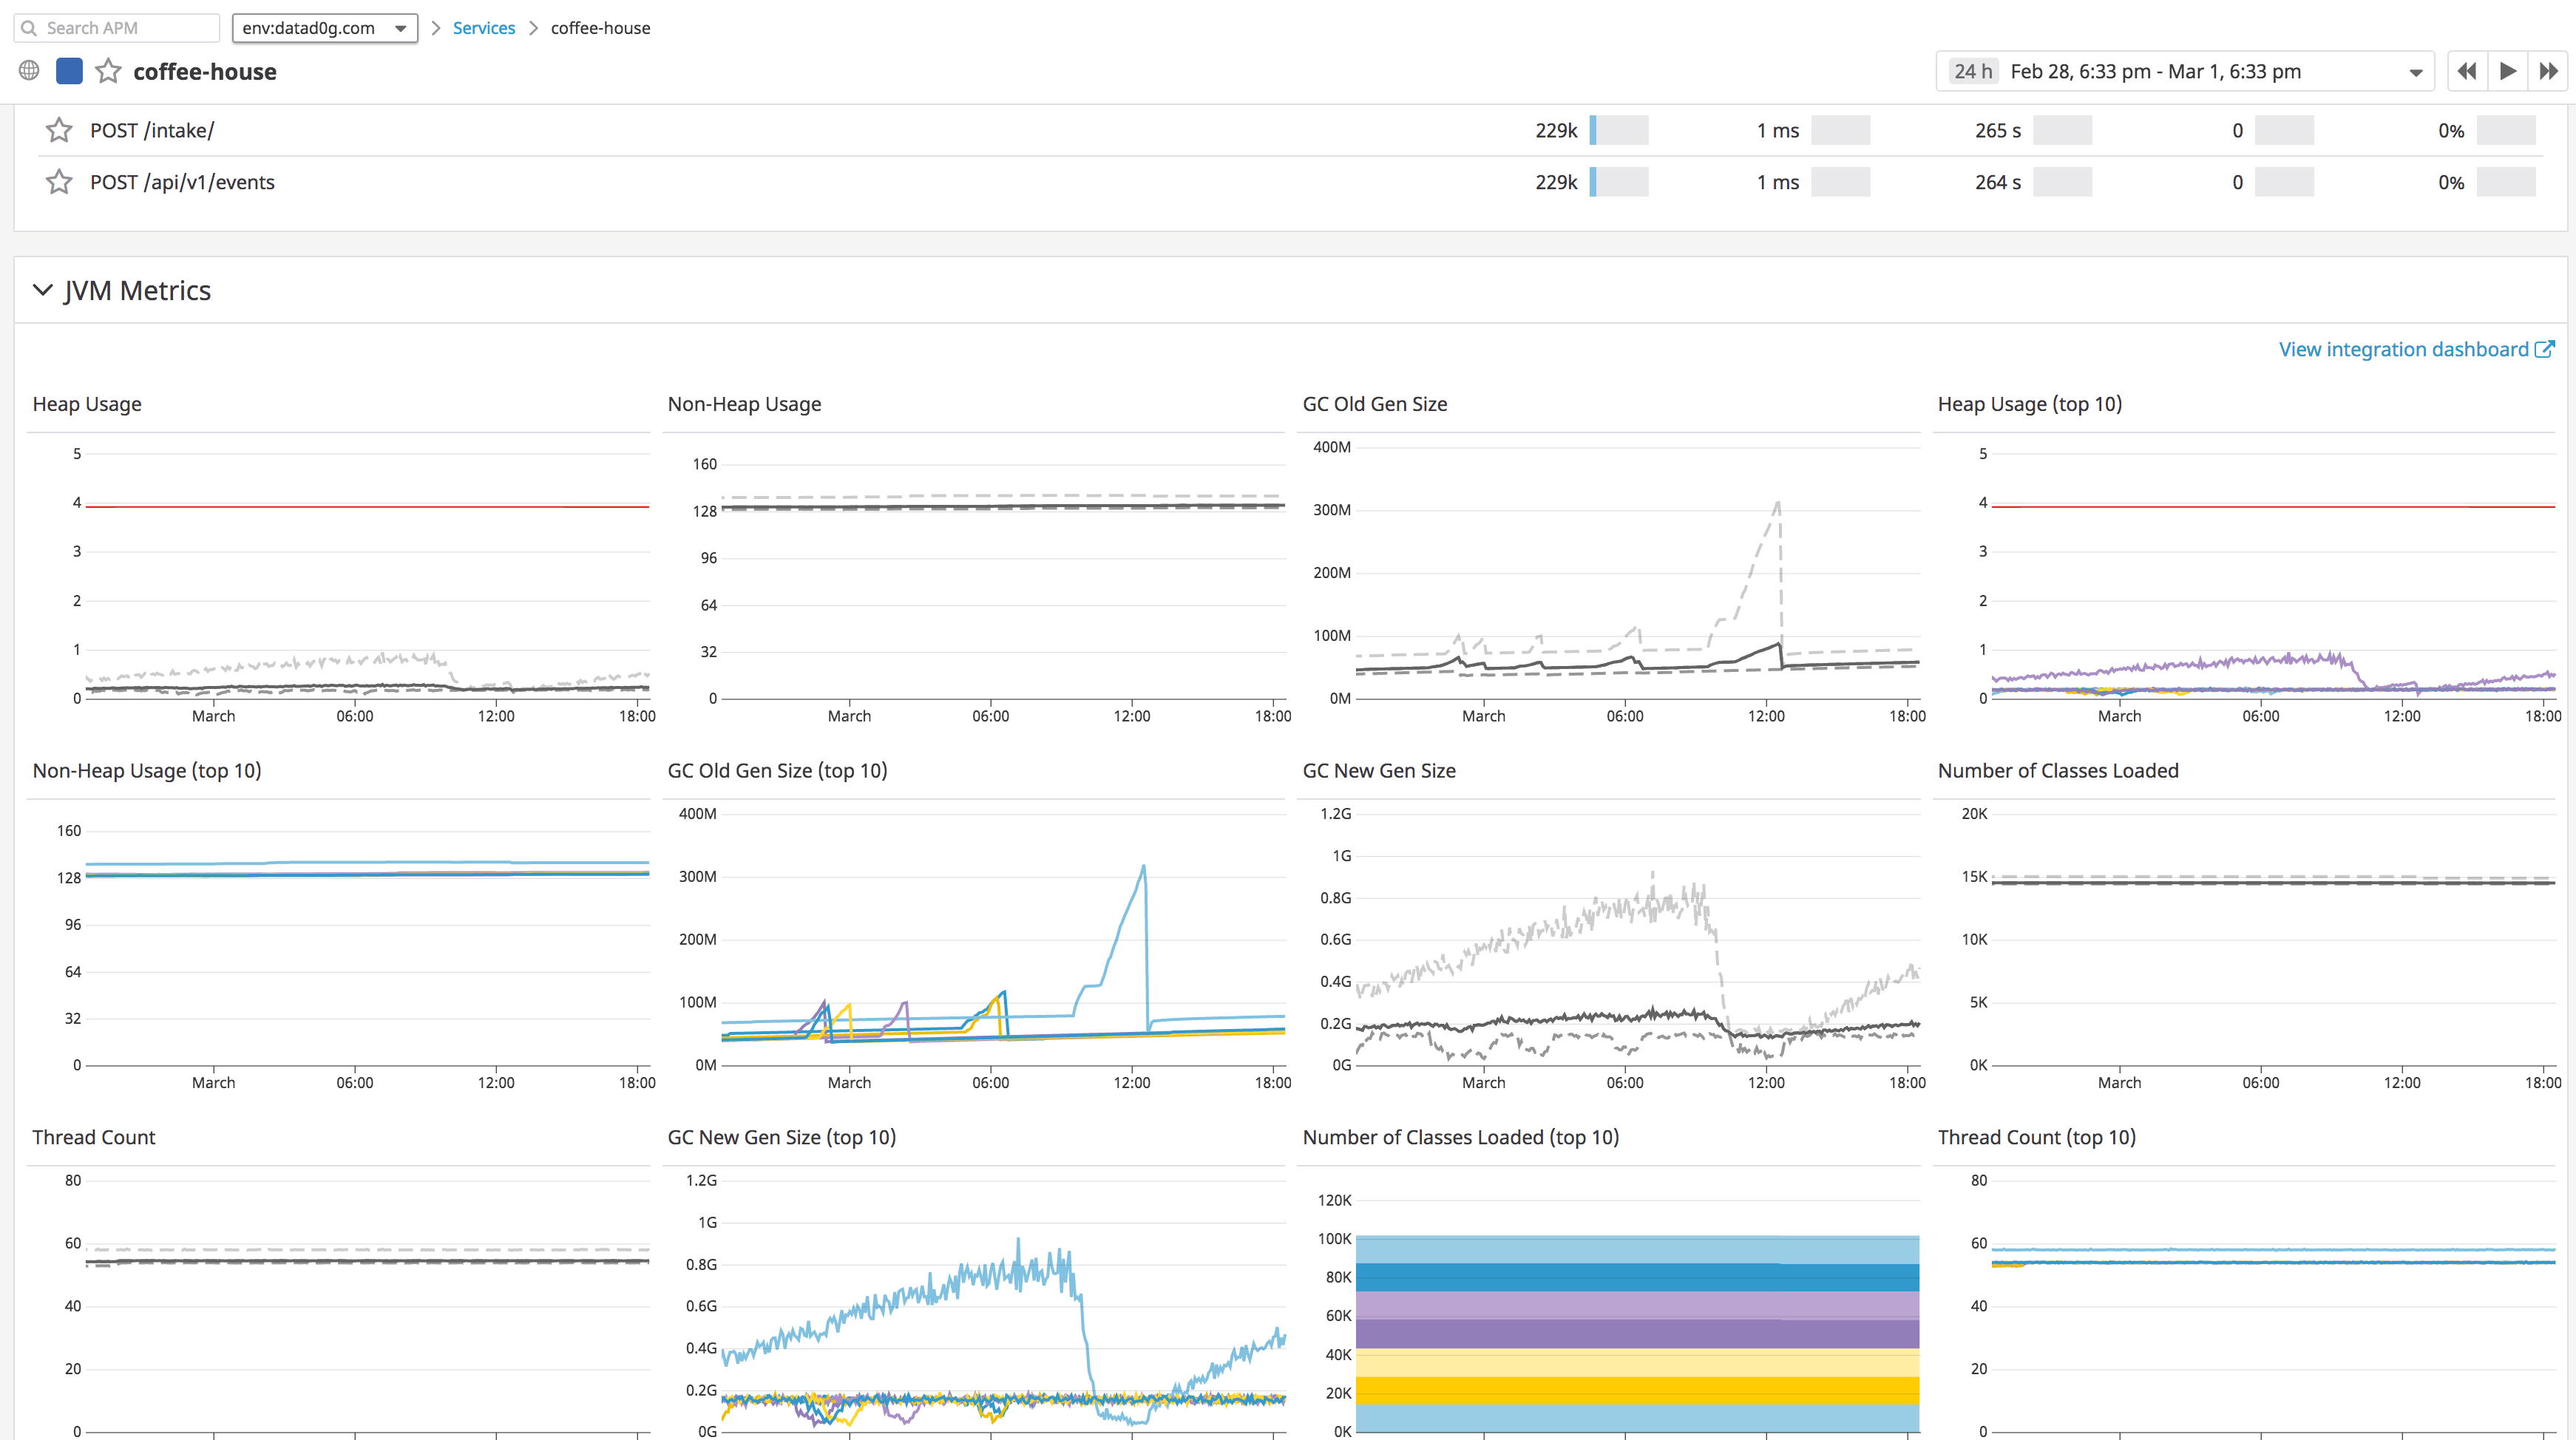 Search APM env:datad0g.com Services coffee-house
coffee-house 24 h Feb 28, 6:33 pm - Mar 1, 6:33 pm
POST /intake/ 229k 1 ms 265 s 0 0%
POST /api/v1/events 229k 1 ms 264 s 0 0%
JVM Metrics
View integration dashboard
Heap Usage
5
4
3
2
1
0
March 06:00 12:00 18:00
Non-Heap Usage
160
128
96
64
32
0
March 06:00 12:00 18:00
GC Old Gen Size
400M
300M
200M
100M
0M
March 06:00 12:00 18:00
Heap Usage (top 10)
5
4
3
2
1
0
March 06:00 12:00 18:00
Non-Heap Usage (top 10)
160
128
96
64
32
0
March 06:00 12:00 18:00
GC Old Gen Size (top 10)
400M
300M
200M
100M
0M
March 06:00 12:00 18:00
GC New Gen Size
1.2G
1G
0.8G
0.6G
0.4G
0.2G
0G
March 06:00 12:00 18:00
Number of Classes Loaded
20K
15K
10K
5K
0K
March 06:00 12:00 18:00
Thread Count
80
60
40
20
0
GC New Gen Size (top 10)
1.2G
1G
0.8G
0.6G
0.4G
0.2G
0G
Number of Classes Loaded (top 10)
120K
100K
80K
60K
40K
20K
0K
Thread Count (top 10)
80
60
40
20
0